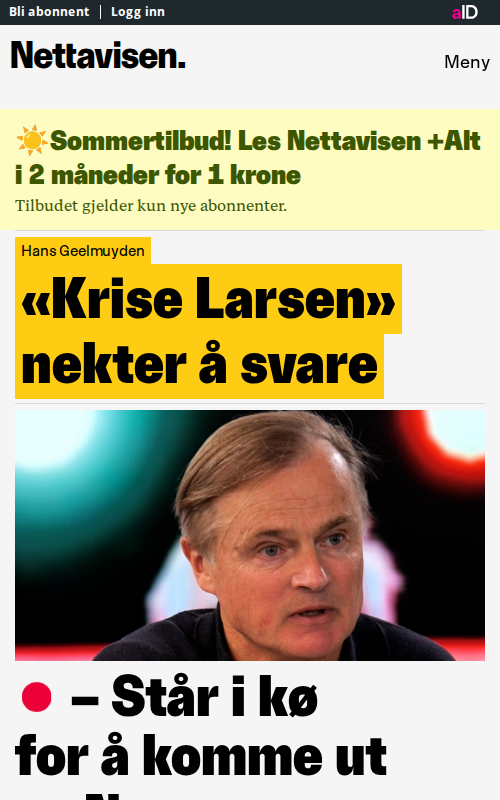 Bli abonnent | Logg inn
aID
Nettavisen.
Meny
☀️Sommertilbud! Les Nettavisen +Alt
i 2 måneder for 1 krone
Tilbudet gjelder kun nye abonnenter.
Hans Geelmuyden
«Krise Larsen»
nekter å svare
– Står i kø
for å komme ut